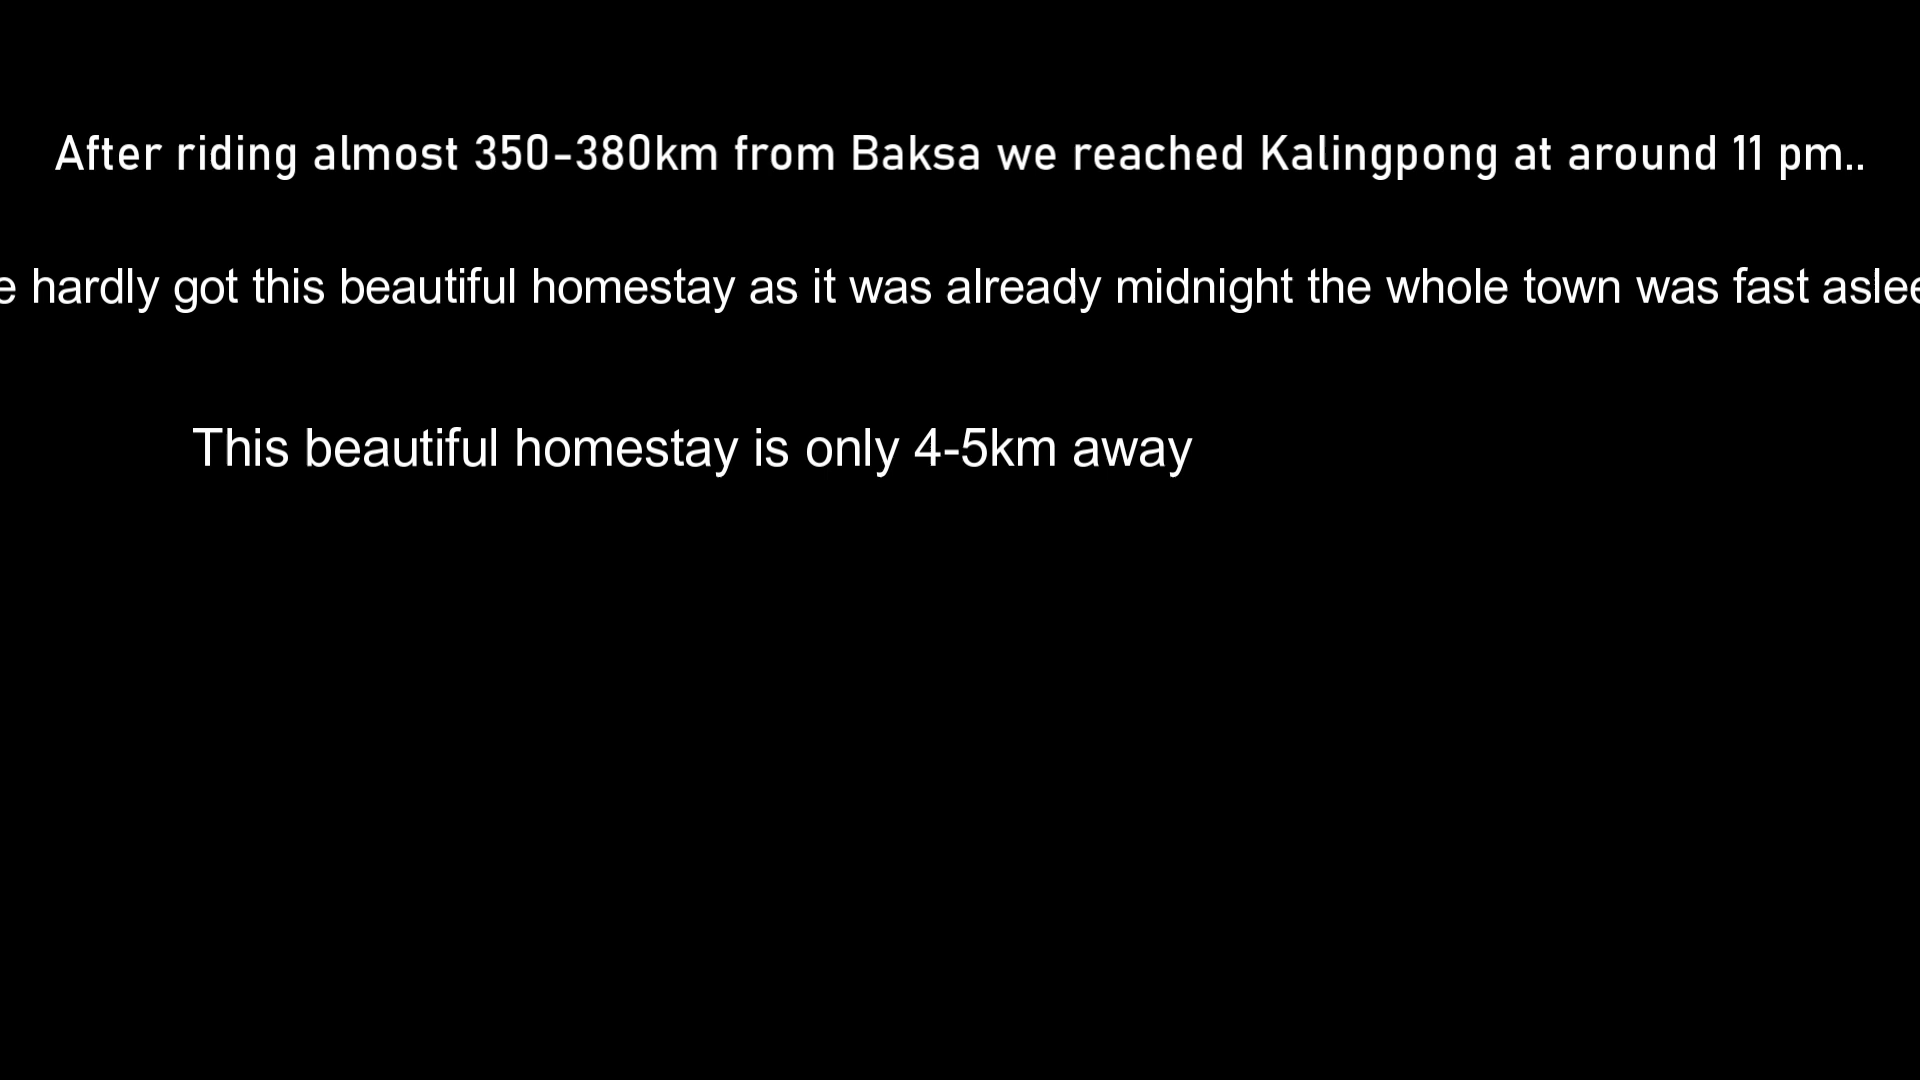 After riding almost 350-380km from Baksa we reached Kalingpong at around 11 pm..
hardly got this beautiful homestay as it was already midnight the whole town was fast
This beautiful homestay is only 4-5km away